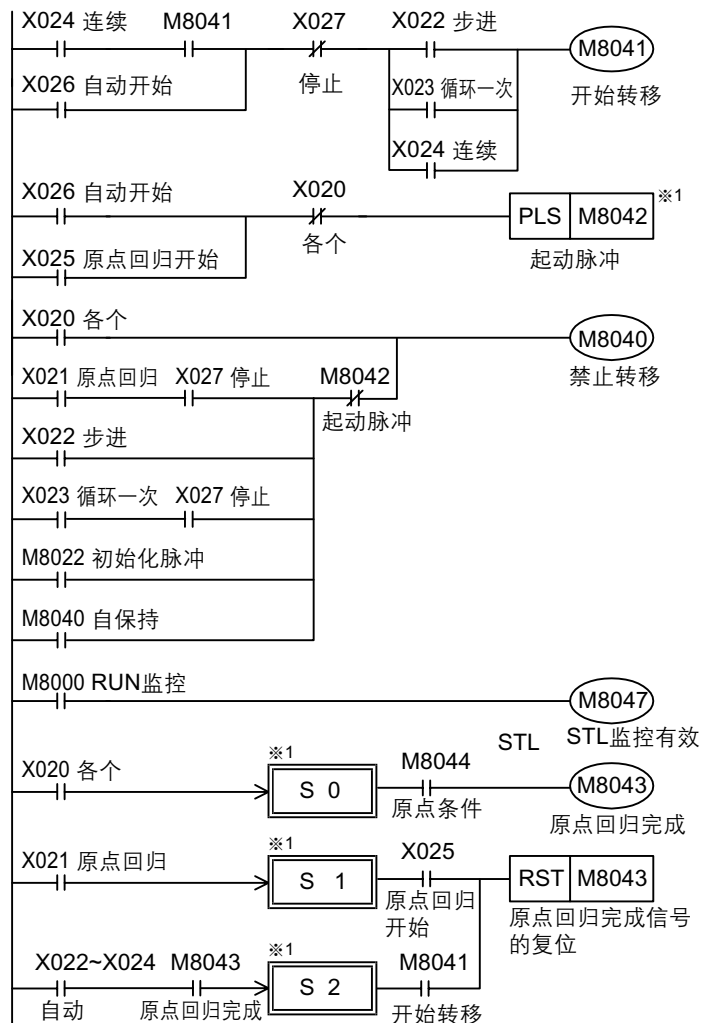 X024 连续 M8041 X027 X022 步进
M8041
X026 自动开始 停止 X023 循环一次 开始转移
X024 连续
X026 自动开始 X020
PLS M8042 ※1
各个
X025 原点回归开始 起动脉冲
X020 各个
M8040
X021 原点回归 X027 停止 M8042 禁止转移
起动脉冲
X022 步进
X023 循环一次 X027 停止
M8022 初始化脉冲
M8040 自保持
M8000 RUN监控
M8047
STL STL监控有效
※1 M8044
X020 各个 S 0 M8043
原点条件 原点回归完成
※1 X025
X021 原点回归 S 1 RST M8043
原点回归 原点回归完成信号
开始 的复位
※1
X022~X024 M8043 S 2 M8041
自动 原点回归完成 开始转移